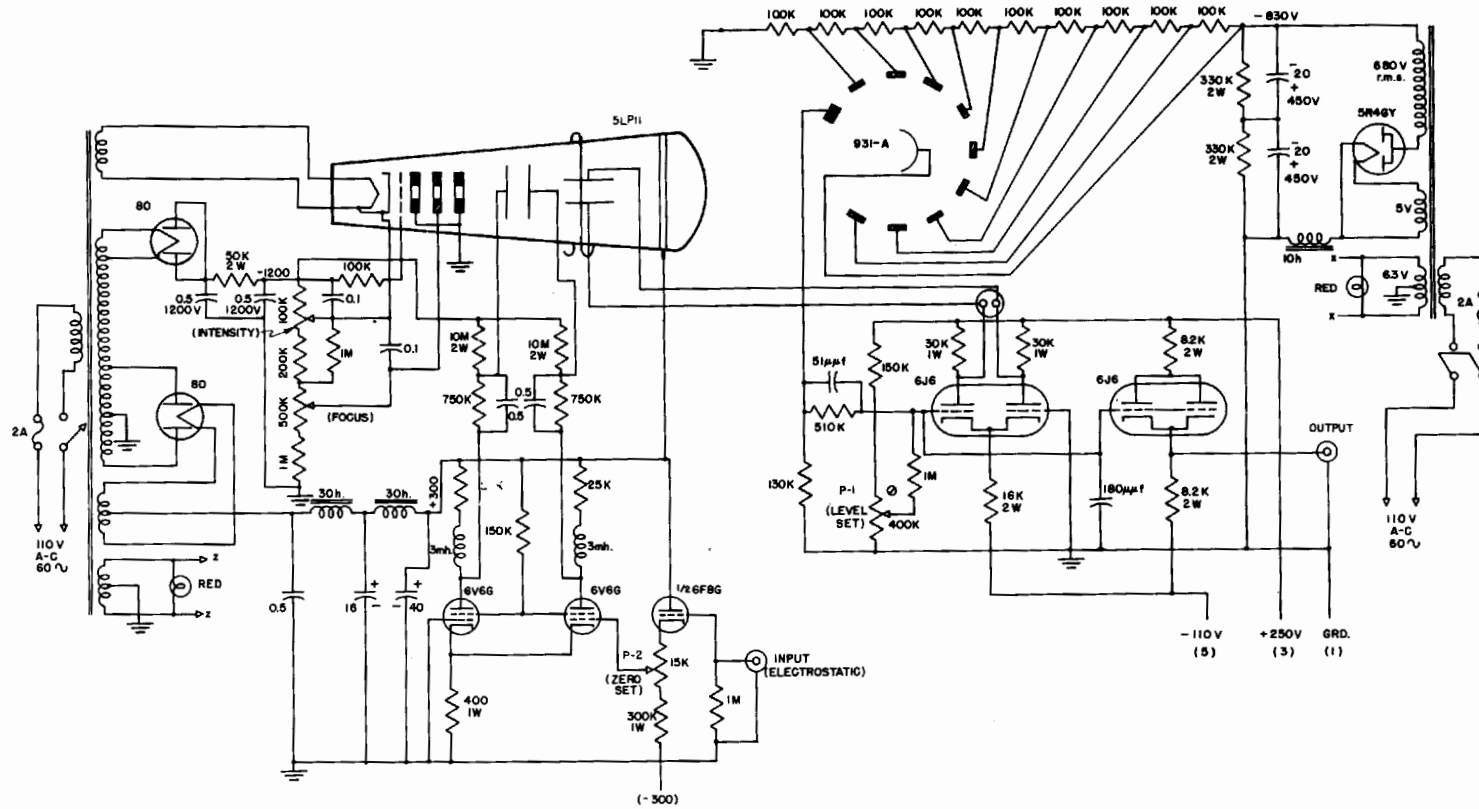 100K 100K 100K 100K 100K 100K 100K 100K 100K
-830V
680V
r.m.s.
330K
2W
-
20
+
450V
5R4GY
330K
2W
-
20
+
450V
5V
10h
x
RED
6.3V
x
2A
110V
A-C
60~
5LP11
931-A
80
50K
2W
-1200
100K
0.5
1200V
0.5
1200V
100K
0.1
(INTENSITY)
200K
1M
0.1
80
500K
(FOCUS)
1M
2A
110V
A-C
60~
10M
2W
10M
2W
750K
0.5
0.5
750K
30h.
30h.
+300
RED
z
z
0.5
16
+
-
40
+
-
K
3mh.
150K
25K
3mh.
6V6G
6V6G
1/2 6F8G
P-2
(ZERO
SET)
15K
INPUT
(ELECTROSTATIC)
400
1W
300K
1W
1M
(-300)
51μμf
510K
150K
30K
1W
30K
1W
6J6
8.2K
2W
6J6
130K
P-1
(LEVEL
SET)
Ø
400K
1M
16K
2W
180μμf
8.2K
2W
OUTPUT
-110V
(5)
+250V
(3)
GRD.
(1)